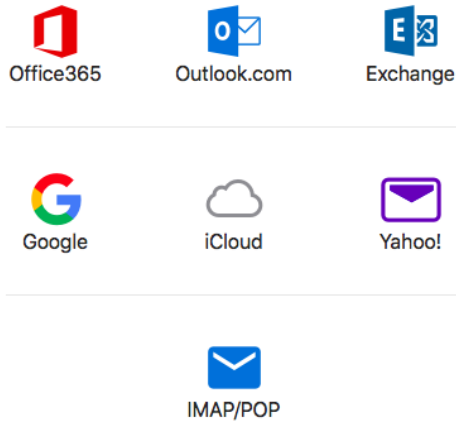 Office365
O
Outlook.com
E
Exchange
G
Google
iCloud
Yahoo!
IMAP/POP